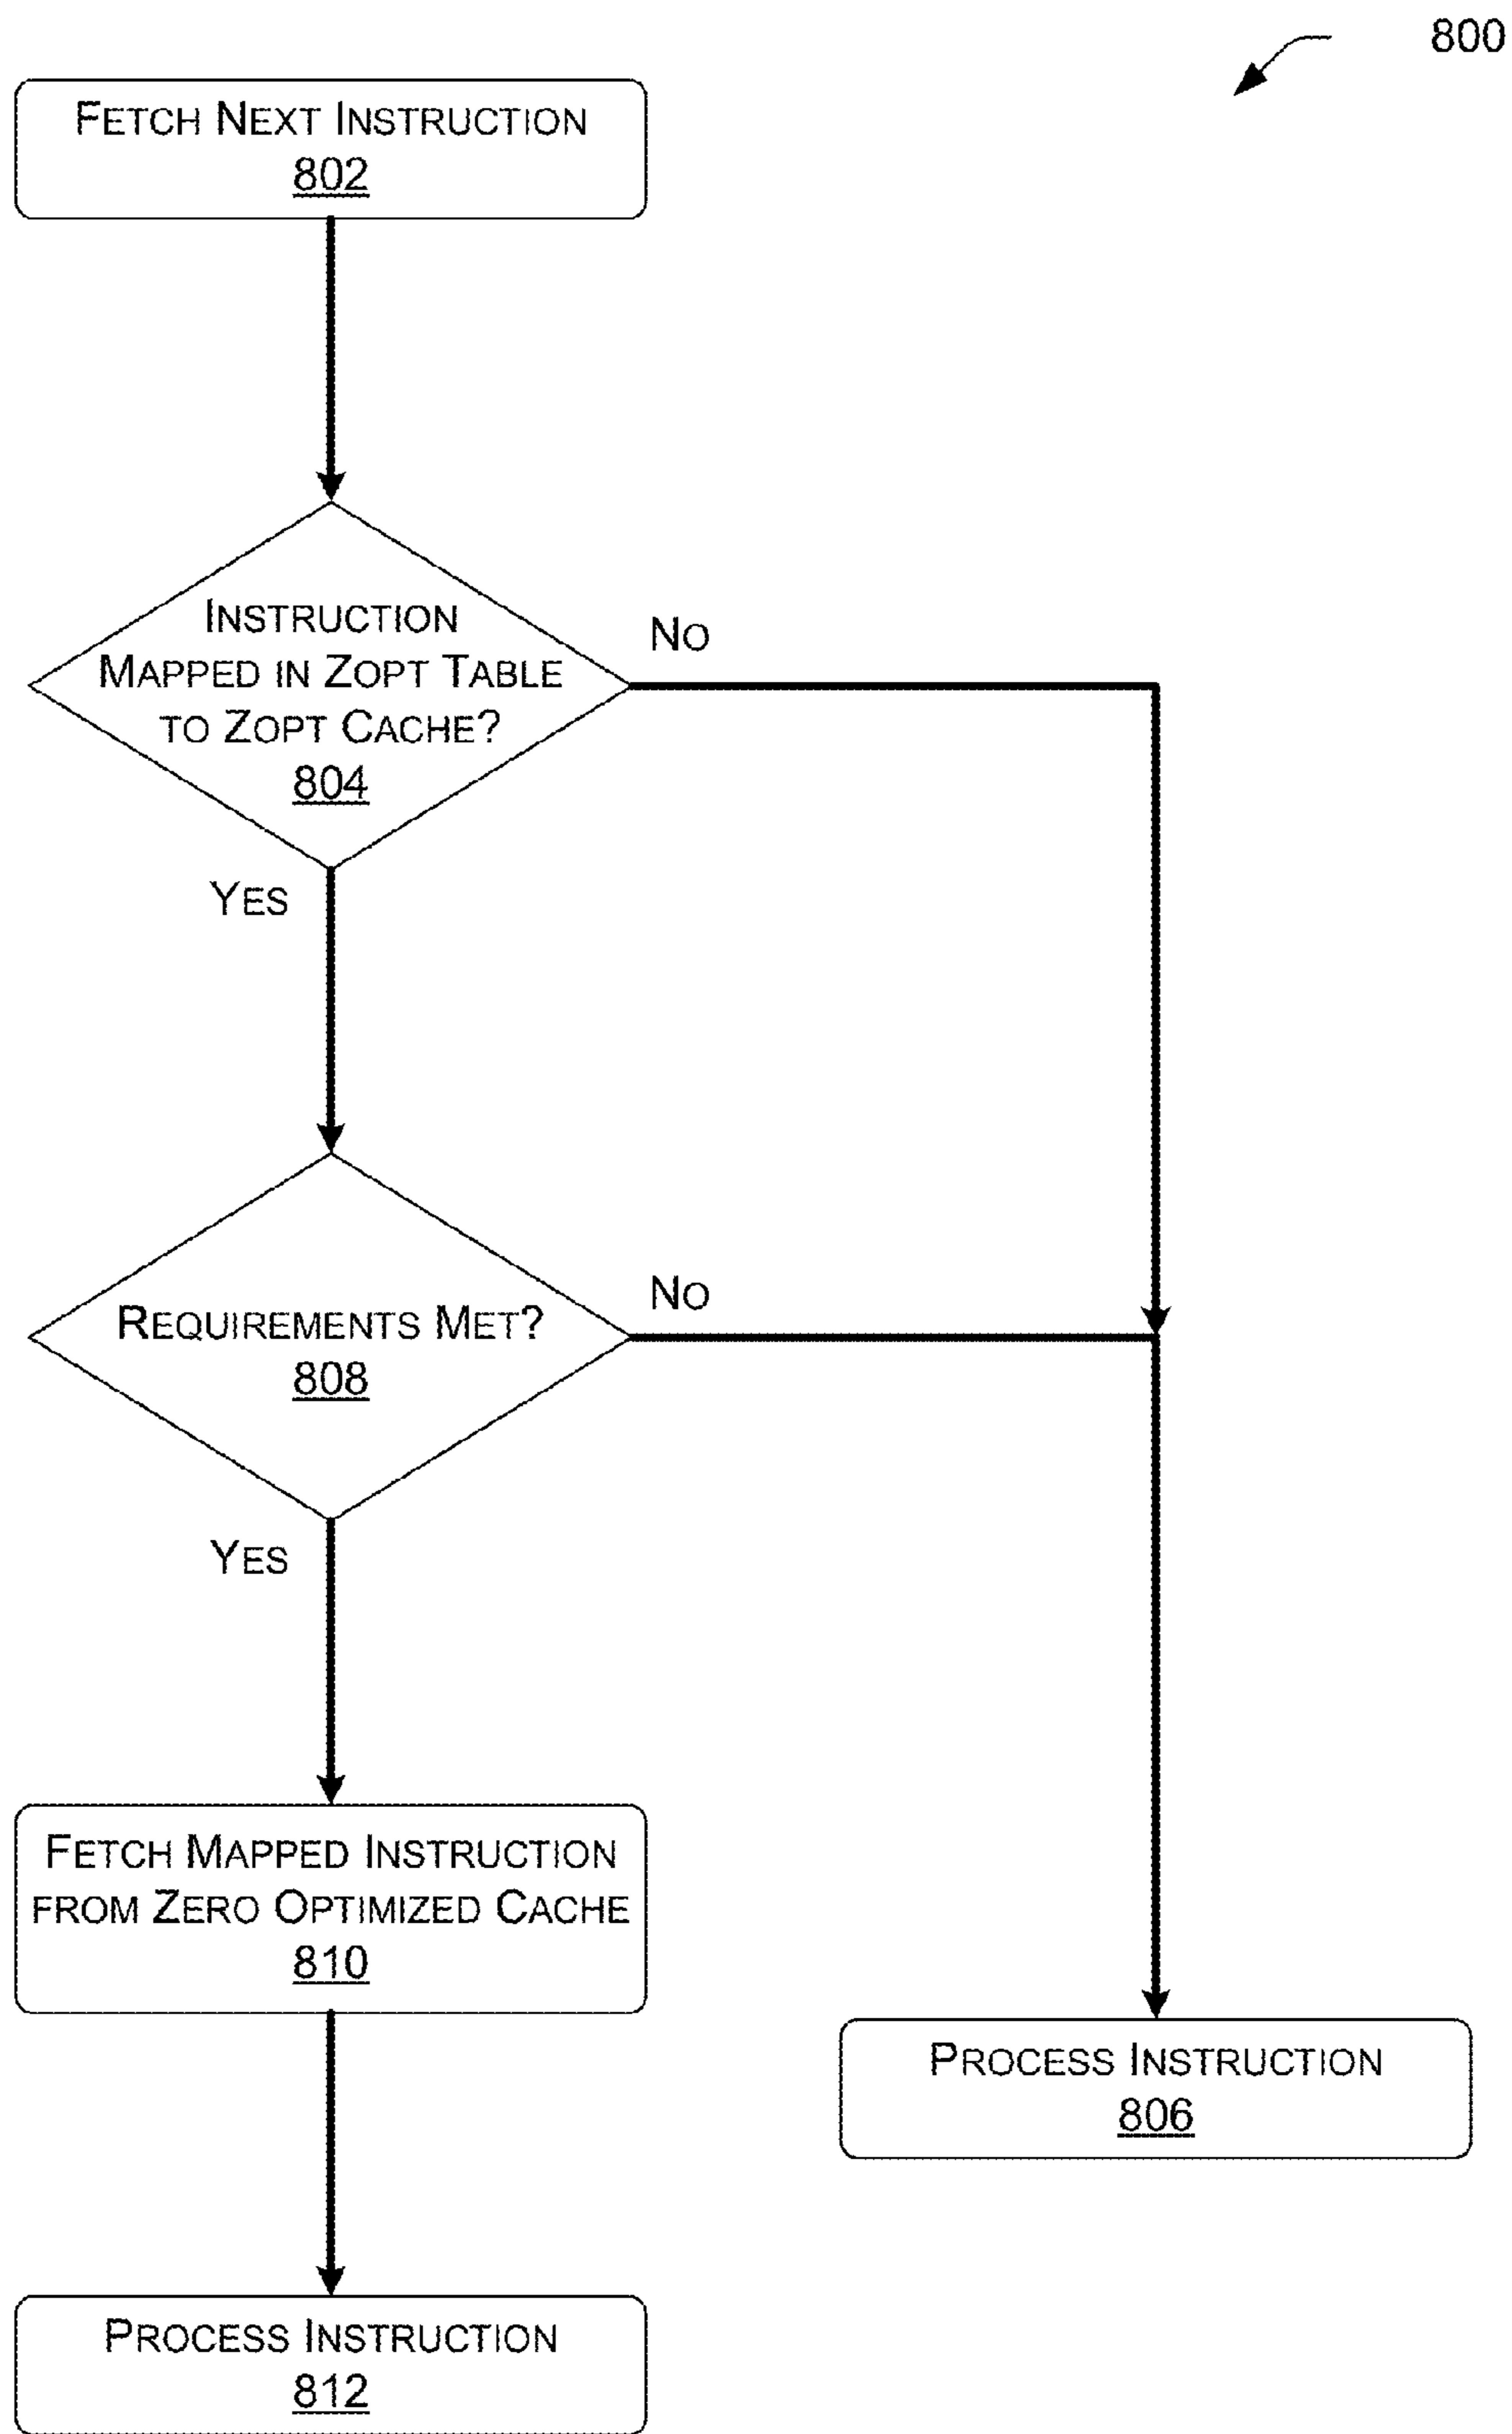 800
FETCH NEXT INSTRUCTION
802
INSTRUCTION
MAPPED IN ZOPT TABLE
TO ZOPT CACHE?
804
NO
YES
REQUIREMENTS MET?
808
NO
YES
FETCH MAPPED INSTRUCTION
FROM ZERO OPTIMIZED CACHE
810
PROCESS INSTRUCTION
806
PROCESS INSTRUCTION
812